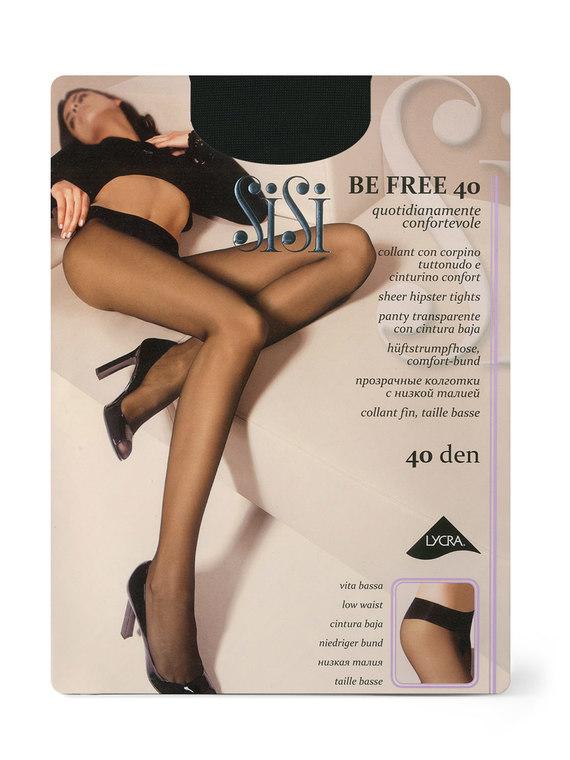 SiSi
BE FREE 40
quotidianamente
confortevole
collant con corpino
tuttonudo e
cinturino confort
sheer hipster tights
panty transparente
con cintura baja
hüftstrumpfhose,
comfort-bund
прозрачные колготки
с низкой талией
collant fin, taille basse
40 den
LYCRA.
vita bassa
low waist
cintura baja
niedriger bund
низкая талия
taille basse